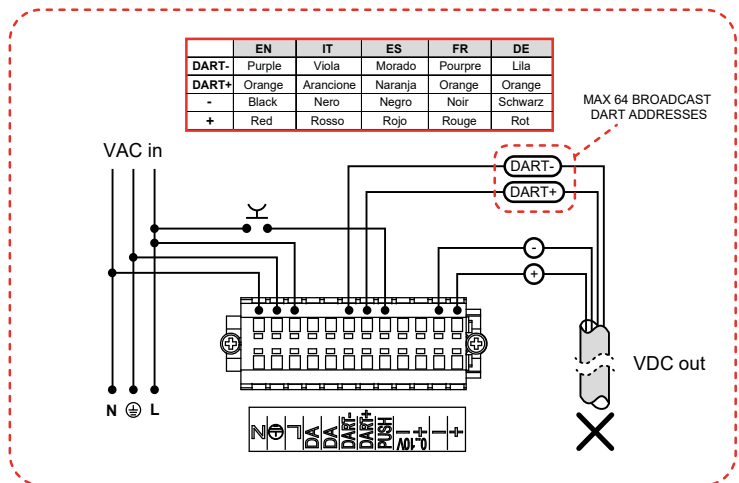 EN IT ES FR DE
DART- Purple Viola Morado Pourpre Lila
DART+ Orange Arancione Naranja Orange Orange
- Black Nero Negro Noir Schwarz
+ Red Rosso Rojo Rouge Rot
MAX 64 BROADCAST
DART ADDRESSES
VAC in
DART-
DART+
-
+
VDC out
N L
N L DA DA DART- DART+ PUSH - + 0..10V - +